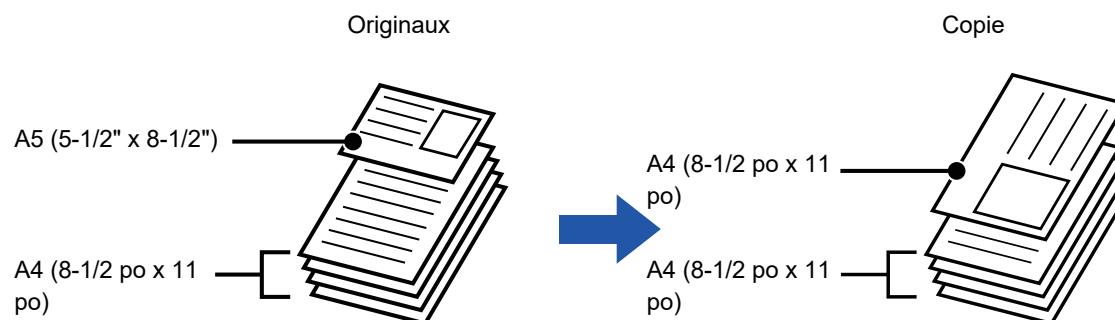 Originaux
Copie
A5 (5-1/2" x 8-1/2")
A4 (8-1/2 po x 11
po)
A4 (8-1/2 po x 11
po)
A4 (8-1/2 po x 11
po)